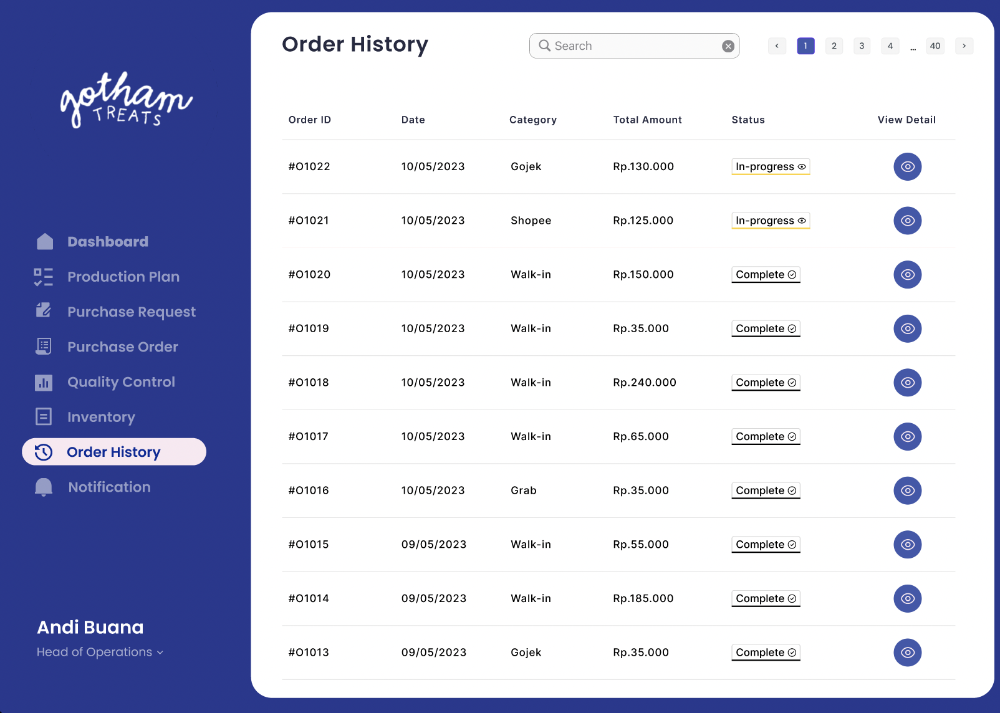 gotham
TREATS
Dashboard
Production Plan
Purchase Request
Purchase Order
Quality Control
Inventory
Order History
Notification
Andi Buana
Head of Operations
Order History
Search
1 2 3 4 ... 40
Order ID Date Category Total Amount Status View Detail
#O1022 10/05/2023 Gojek Rp.130.000 In-progress
#O1021 10/05/2023 Shopee Rp.125.000 In-progress
#O1020 10/05/2023 Walk-in Rp.150.000 Complete
#O1019 10/05/2023 Walk-in Rp.35.000 Complete
#O1018 10/05/2023 Walk-in Rp.240.000 Complete
#O1017 10/05/2023 Walk-in Rp.65.000 Complete
#O1016 10/05/2023 Grab Rp.35.000 Complete
#O1015 09/05/2023 Walk-in Rp.55.000 Complete
#O1014 09/05/2023 Walk-in Rp.185.000 Complete
#O1013 09/05/2023 Gojek Rp.35.000 Complete